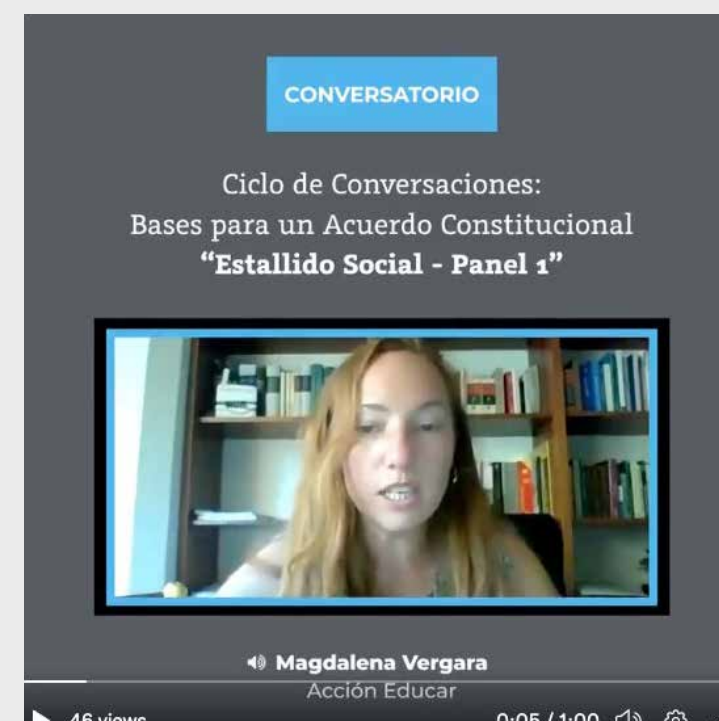 CONVERSATORIO
Ciclo de Conversaciones:
Bases para un Acuerdo Constitucional
“Estallido Social - Panel 1”
Magdalena Vergara
Acción Educar
46 views
0:05 / 1:00